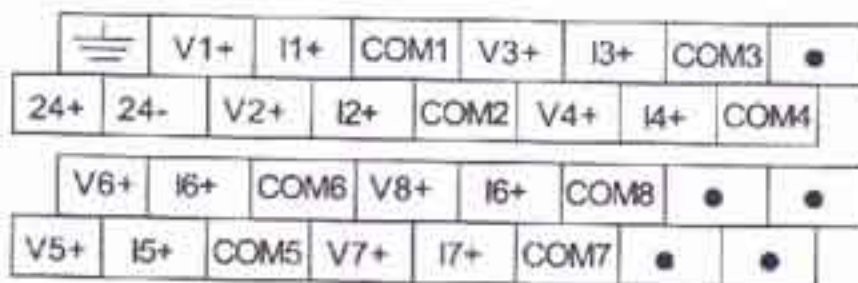 V1+ I1+ COM1 V3+ I3+ COM3 •
24+ 24- V2+ I2+ COM2 V4+ I4+ COM4
V6+ I6+ COM6 V8+ I6+ COM8 • •
V5+ I5+ COM5 V7+ I7+ COM7 • •